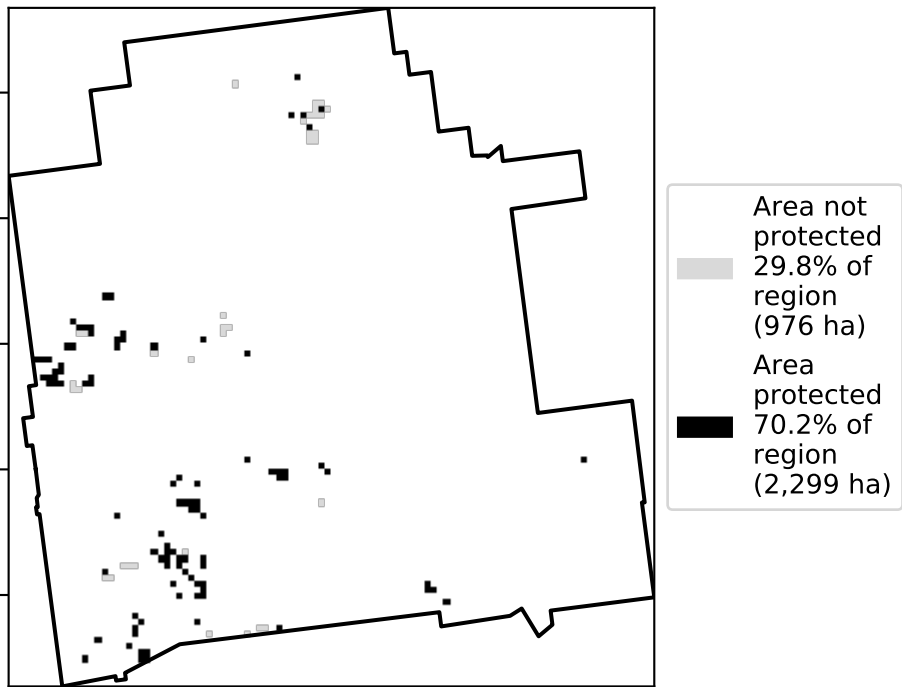 Area not
protected
29.8% of
region
(976 ha)
Area
protected
70.2% of
region
(2,299 ha)